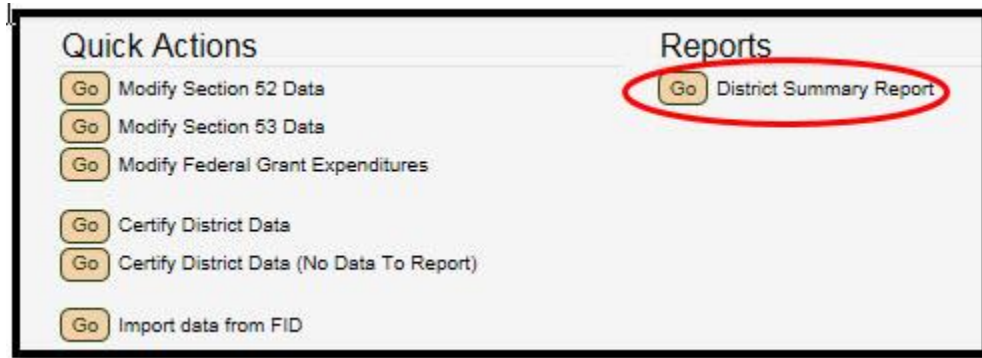 Quick Actions
Go Modify Section 52 Data
Go Modify Section 53 Data
Go Modify Federal Grant Expenditures
Go Certify District Data
Go Certify District Data (No Data To Report)
Go Import data from FID
Reports
Go District Summary Report